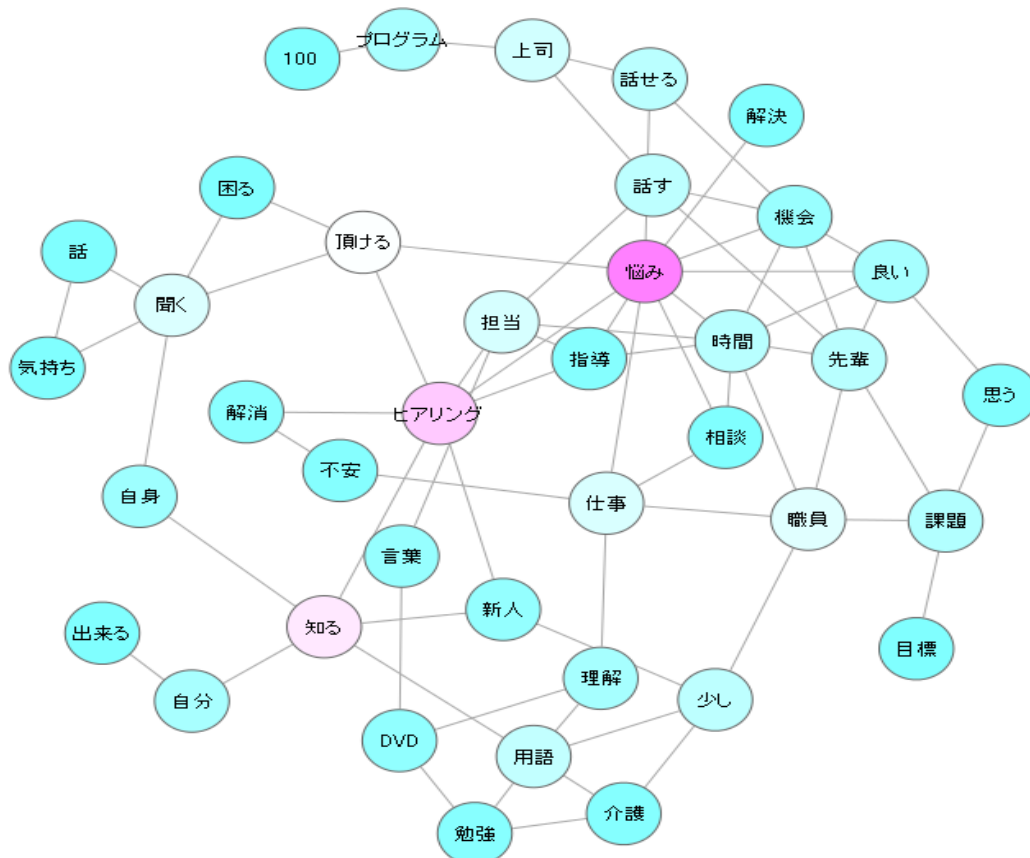 100
プログラム
上司
話せる
解決
困る
話す
機会
頂ける
話
悩み
良い
聞く
担当
時間
指導
先輩
気持ち
思う
解消
ヒアリング
相談
不安
自身
仕事
職員
課題
言葉
新人
知る
出来る
目標
理解
自分
少し
DVD
用語
介護
勉強